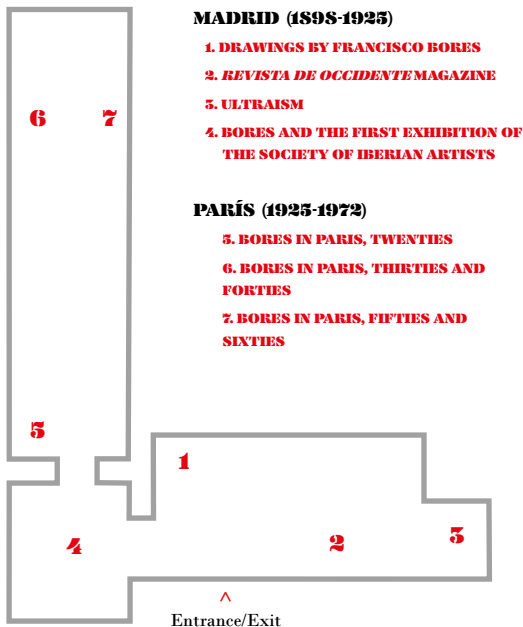 MADRID (1898-1925)
1. DRAWINGS BY FRANCISCO BORES
2. REVISTA DE OCCIDENTE MAGAZINE
3. ULTRAISM
4. BORES AND THE FIRST EXHIBITION OF
THE SOCIETY OF IBERIAN ARTISTS
PARÍS (1925-1972)
5. BORES IN PARIS, TWENTIES
6. BORES IN PARIS, THIRTIES AND
FORTIES
7. BORES IN PARIS, FIFTIES AND
SIXTIES
6 7
5
1
4 2 3
^
Entrance/Exit